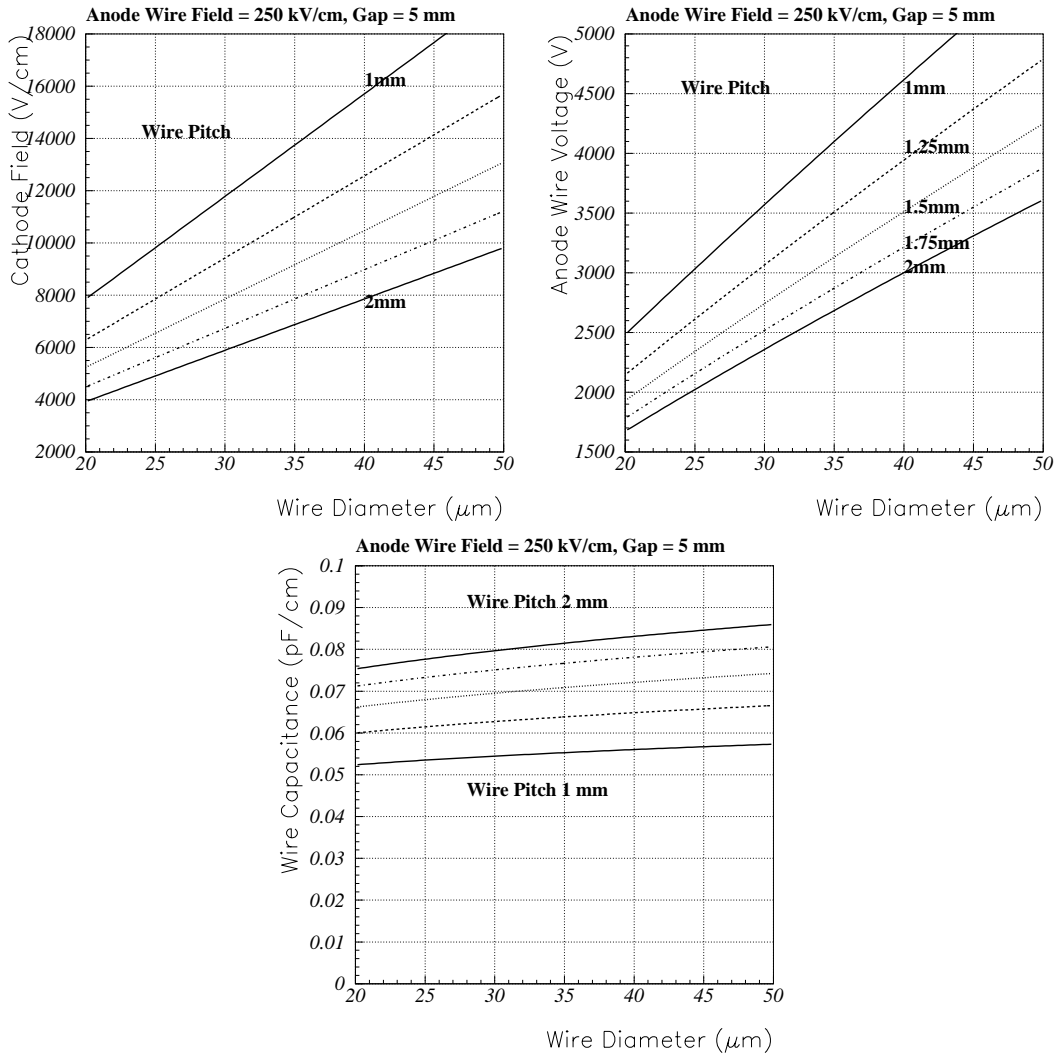 Anode Wire Field = 250 kV/cm, Gap = 5 mm
Cathode Field (V/cm)
18000
16000
14000
12000
10000
8000
6000
4000
2000
Wire Pitch
1mm
2mm
20 25 30 35 40 45 50
Wire Diameter (μm)
Anode Wire Field = 250 kV/cm, Gap = 5 mm
Anode Wire Voltage (V)
5000
4500
4000
3500
3000
2500
2000
1500
Wire Pitch
1mm
1.25mm
1.5mm
1.75mm
2mm
20 25 30 35 40 45 50
Wire Diameter (μm)
Anode Wire Field = 250 kV/cm, Gap = 5 mm
Wire Capacitance (pF/cm)
0.1
0.09
0.08
0.07
0.06
0.05
0.04
0.03
0.02
0.01
0
Wire Pitch 2 mm
Wire Pitch 1 mm
20 25 30 35 40 45 50
Wire Diameter (μm)